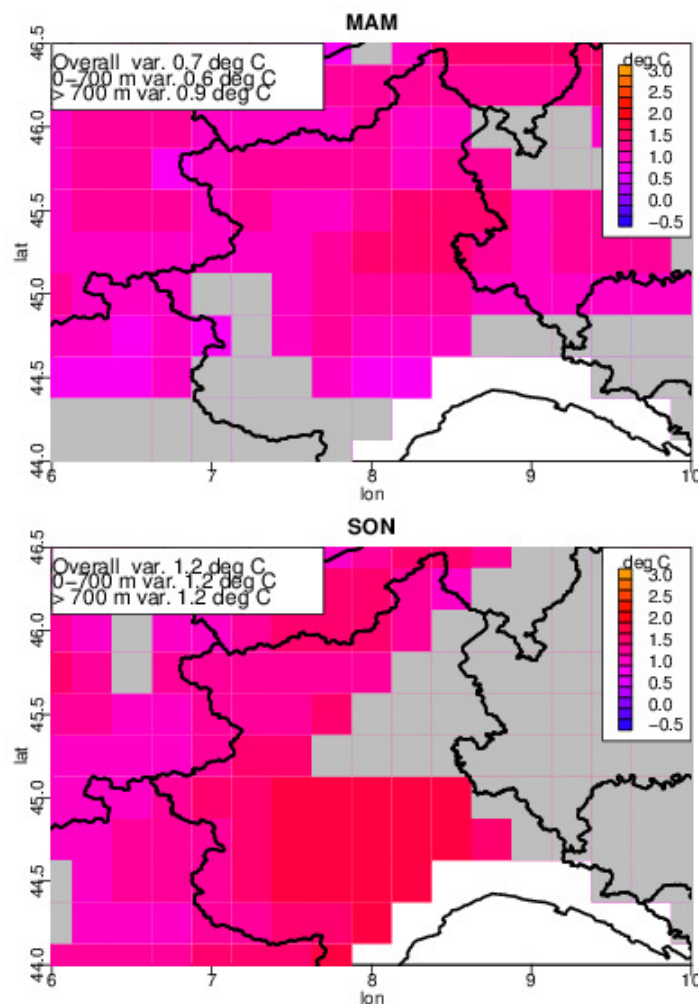 MAM
Overall var. 0.7 deg C
0−700 m var. 0.6 deg C
> 700 m var. 0.9 deg C
deg C
3.0
2.5
2.0
1.5
1.0
0.5
0.0
−0.5
46.5
46.0
45.5
45.0
44.5
44.0
lat
6 7 8 9 10
lon
SON
Overall var. 1.2 deg C
0−700 m var. 1.2 deg C
> 700 m var. 1.2 deg C
deg C
3.0
2.5
2.0
1.5
1.0
0.5
0.0
−0.5
46.5
46.0
45.5
45.0
44.5
44.0
lat
6 7 8 9 10
lon